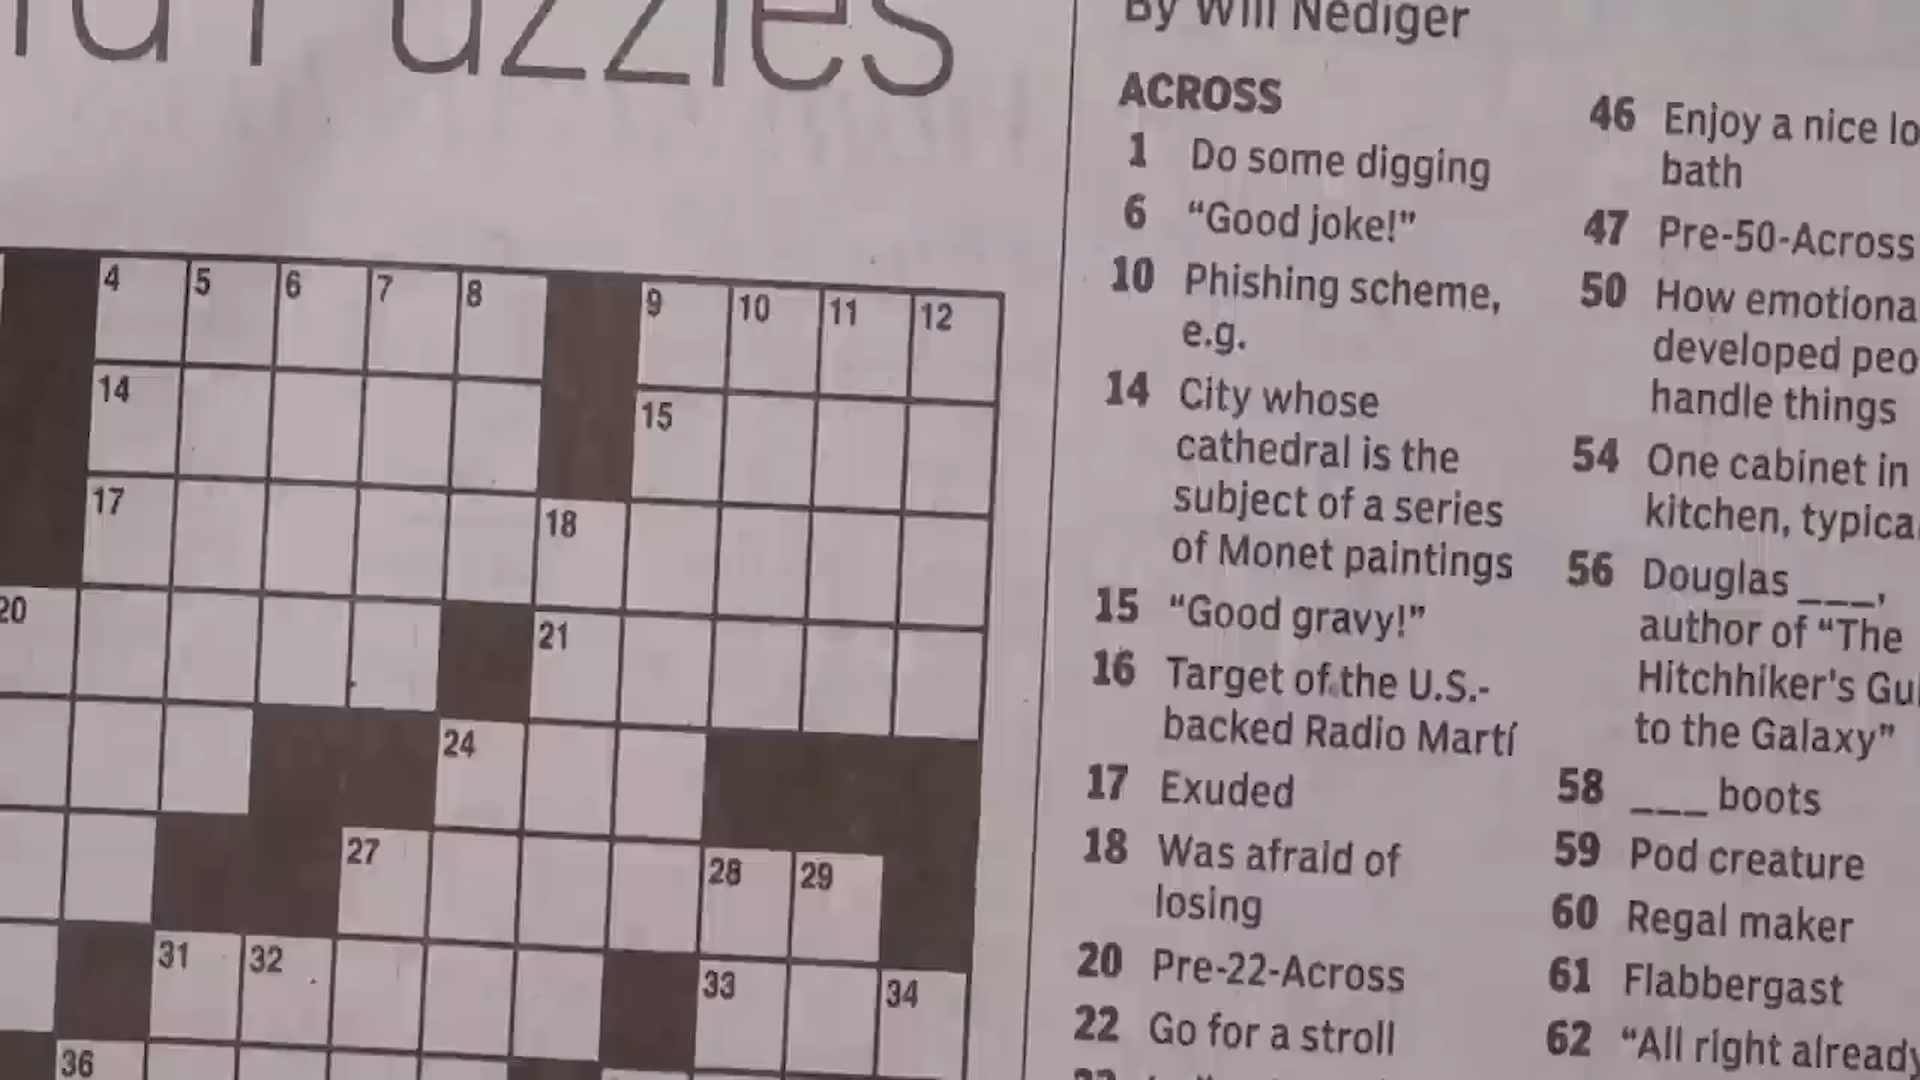 Puzzles
4 5 6 7 8 9 10 11 12
14 15
17 18
20 21
24
27 28 29
31 32 33 34
36
By Will Nediger
ACROSS
1 Do some digging
6 “Good joke!”
10 Phishing scheme,
e.g.
14 City whose
cathedral is the
subject of a series
of Monet paintings
15 “Good gravy!”
16 Target of the U.S.-
backed Radio Martí
17 Exuded
18 Was afraid of
losing
20 Pre-22-Across
22 Go for a stroll
46 Enjoy a nice
bath
47 Pre-50-Across
50 How
developed
handle things
54 One cabinet in
kitchen,
56 Douglas ___,
author of “The
Hitchhiker's
to the Galaxy”
58 ___ boots
59 Pod creature
60 Regal maker
61 Flabbergast
62 “All right